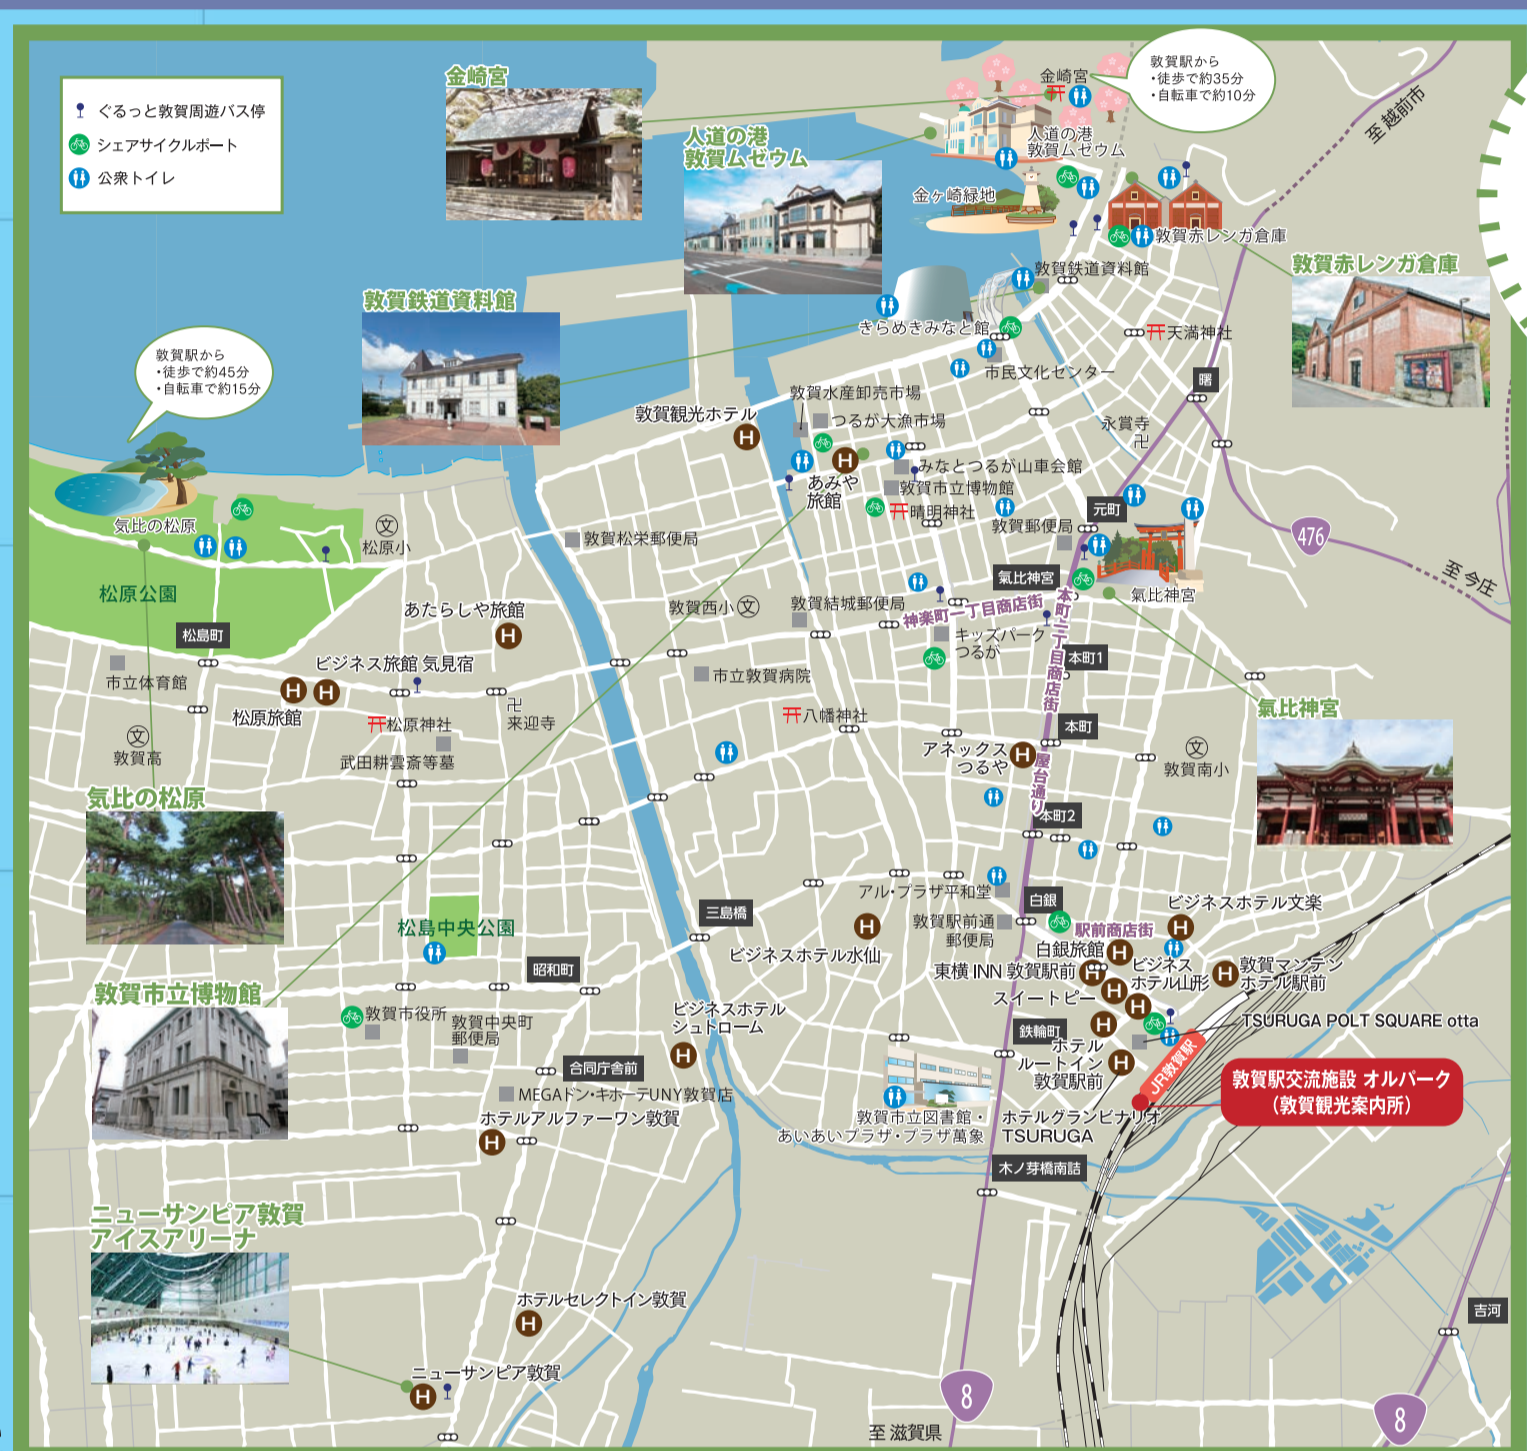 ぐるっと敦賀周遊バス停
シェアサイクルポート
公衆トイレ
金崎宮
人道の港
敦賀ムゼウム
金崎宮
敦賀駅から
・徒歩で約35分
・自転車で約10分
至 越前市
人道の港
敦賀ムゼウム
金ヶ崎緑地
敦賀赤レンガ倉庫
敦賀赤レンガ倉庫
敦賀鉄道資料館
敦賀鉄道資料館
きらめきみなと館
天満神社
市民文化センター
曙
敦賀駅から
・徒歩で約45分
・自転車で約15分
敦賀水産卸売市場
敦賀観光ホテル
つるが大漁市場
永賞寺
卍
みなとつるが山車会館
あみや
旅館
敦賀市立博物館
晴明神社
元町
敦賀郵便局
476
至 今庄
気比の松原
文
松原小
敦賀松栄郵便局
松原公園
氣比神宮
氣比神宮
あたらしや旅館
敦賀西小 文
敦賀結城郵便局
神楽町一丁目商店街
本町二丁目商店街
松島町
キッズパーク
つるが
本町1
市立体育館
ビジネス旅館 気見宿
市立敦賀病院
松原旅館
卍
来迎寺
松原神社
八幡神社
氣比神宮
本町
文
敦賀高
武田耕雲斎等墓
アネックス
つるや
文
敦賀南小
屋台通り
気比の松原
本町2
アル・プラザ平和堂
白銀
ビジネスホテル文楽
三島橋
松島中央公園
敦賀駅前通
郵便局
駅前商店街
ビジネスホテル水仙
白銀旅館
昭和町
東横 INN 敦賀駅前
ビジネス
ホテル山形
敦賀マンテン
ホテル駅前
スイートピー
敦賀市立博物館
敦賀市役所
敦賀中央町
郵便局
ビジネスホテル
シュトローム
鉄輪町
TSURUGA POLT SQUARE otta
ホテル
ルートイン
敦賀駅前
JR敦賀駅
合同庁舎前
MEGAドン・キホーテUNY敦賀店
敦賀駅交流施設 オルパーク
（敦賀観光案内所）
ホテルアルファーワン敦賀
敦賀市立図書館・
あいあいプラザ・プラザ萬象
ホテルグランビナリオ
TSURUGA
木ノ芽橋南詰
ニューサンピア敦賀
アイスアリーナ
ホテルセレクトイン敦賀
吉河
ニューサンピア敦賀
8
8
至 滋賀県